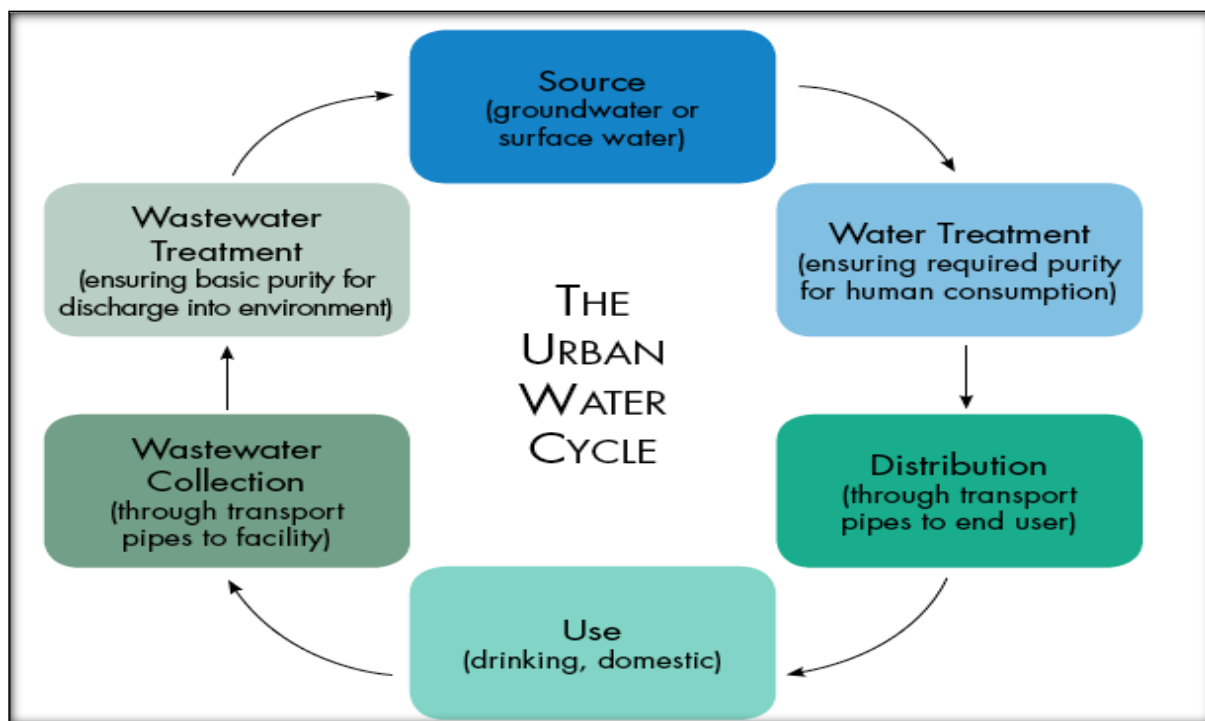 Source
(groundwater or
surface water)
Water Treatment
(ensuring required purity
for human consumption)
Distribution
(through transport
pipes to end user)
Use
(drinking, domestic)
Wastewater
Collection
(through transport
pipes to facility)
Wastewater
Treatment
(ensuring basic purity for
discharge into environment)
The
Urban
Water
Cycle